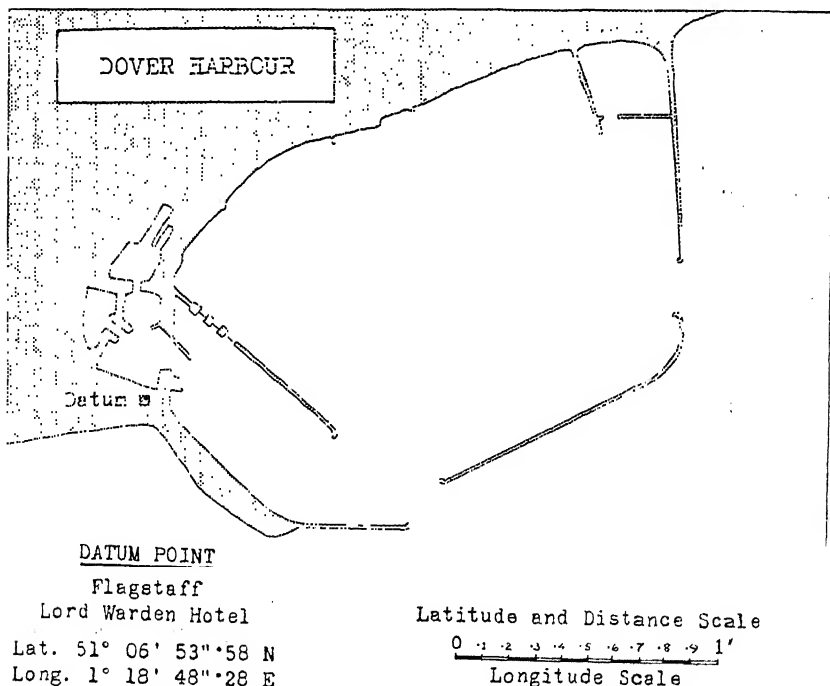 DOVER HARBOUR
Datum
DATUM POINT
Flagstaff
Lord Warden Hotel
Lat. 51° 06' 53"·58 N
Long. 1° 18' 48"·28 E
Latitude and Distance Scale
0 ·1 ·2 ·3 ·4 ·5 ·6 ·7 ·8 ·9 1'
Longitude Scale